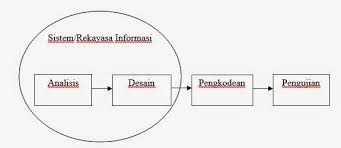 Sistem/Rekayasa Informasi
Analisis Desain Pengkodean Pengujian